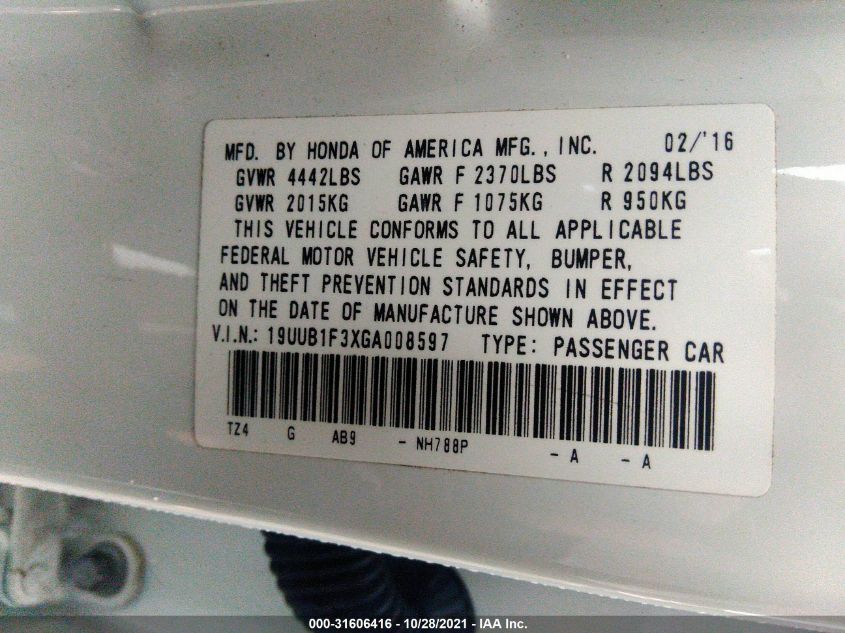 MFD. BY HONDA OF AMERICA MFG., INC. 02/'16
GVWR 4442LBS GAWR F 2370LBS R 2094LBS
GVWR 2015KG GAWR F 1075KG R 950KG
THIS VEHICLE CONFORMS TO ALL APPLICABLE
FEDERAL MOTOR VEHICLE SAFETY, BUMPER,
AND THEFT PREVENTION STANDARDS IN EFFECT
ON THE DATE OF MANUFACTURE SHOWN ABOVE.
V.I.N.: 19UUB1F3XGA008597 TYPE: PASSENGER CAR
TZ4 G AB9 - NH788P - A - A
000-31606416 - 10/28/2021 - IAA Inc.